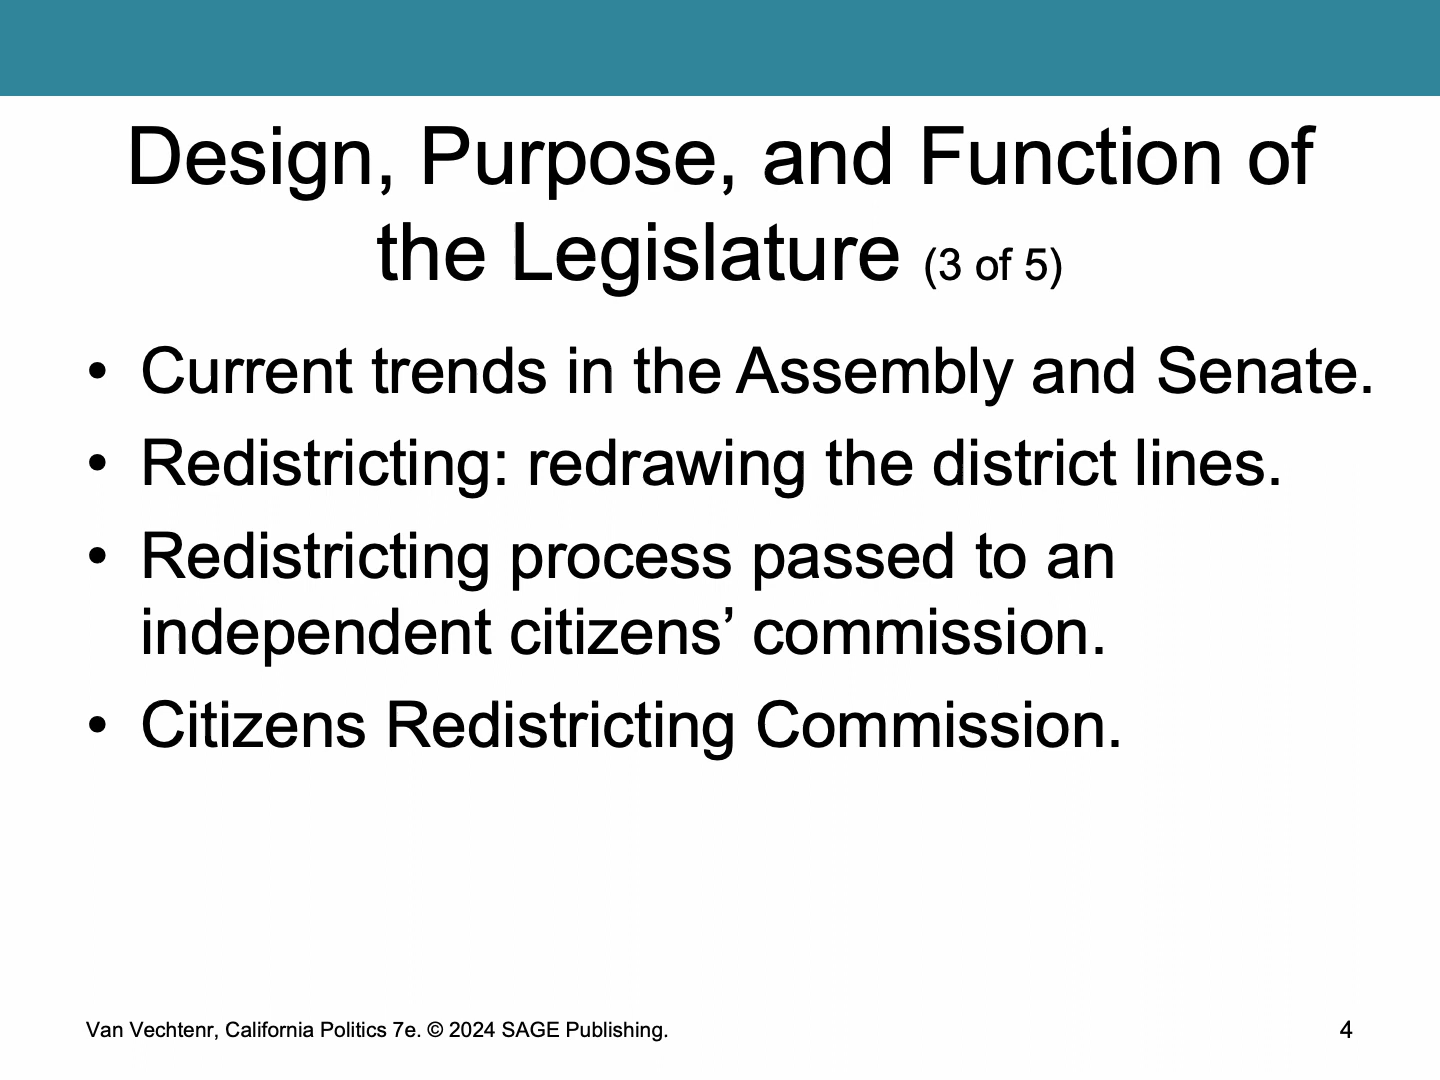 Design, Purpose, and Function of
the Legislature (3 of 5)
• Current trends in the Assembly and Senate.
• Redistricting: redrawing the district lines.
• Redistricting process passed to an
independent citizens’ commission.
• Citizens Redistricting Commission.
Van Vechtenr, California Politics 7e. © 2024 SAGE Publishing.
4